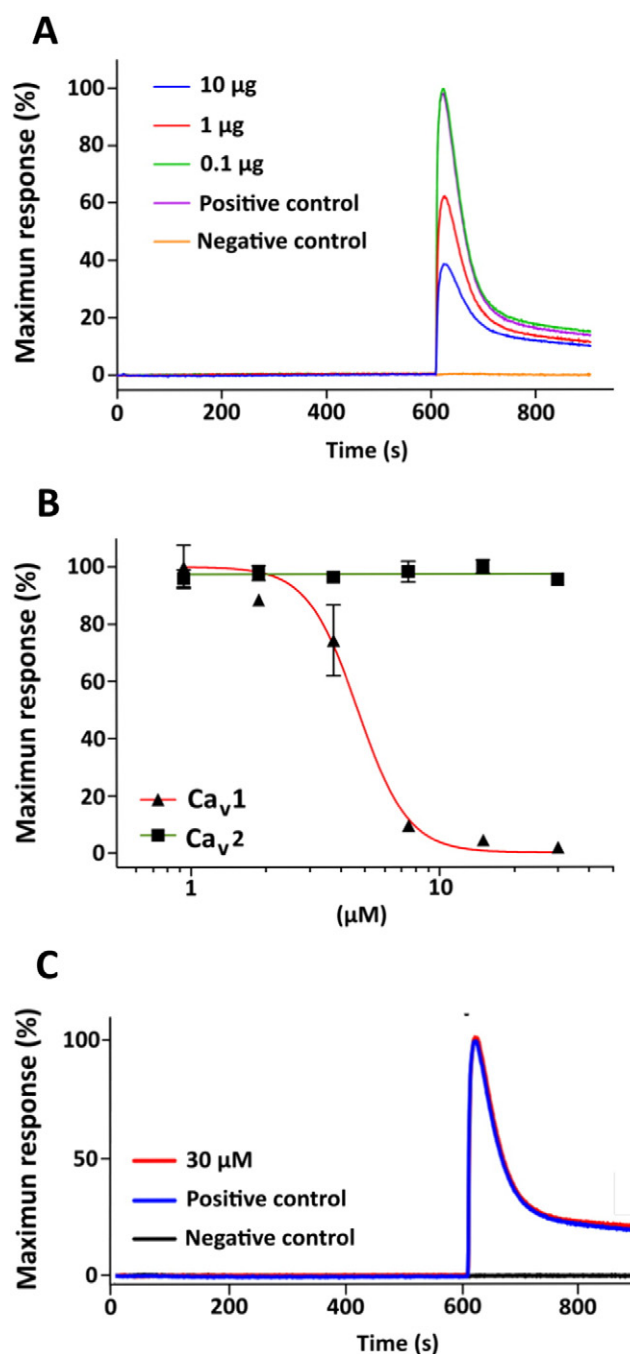 A
Maximun response (%)
100
80
60
40
20
0
10 µg
1 µg
0.1 µg
Positive control
Negative control
0
200
400
600
800
Time (s)
B
Maximun response (%)
100
80
60
40
20
0
Cav1
Cav2
1
10
(µM)
C
Maximun response (%)
100
50
0
30 µM
Positive control
Negative control
0
200
400
600
800
Time (s)